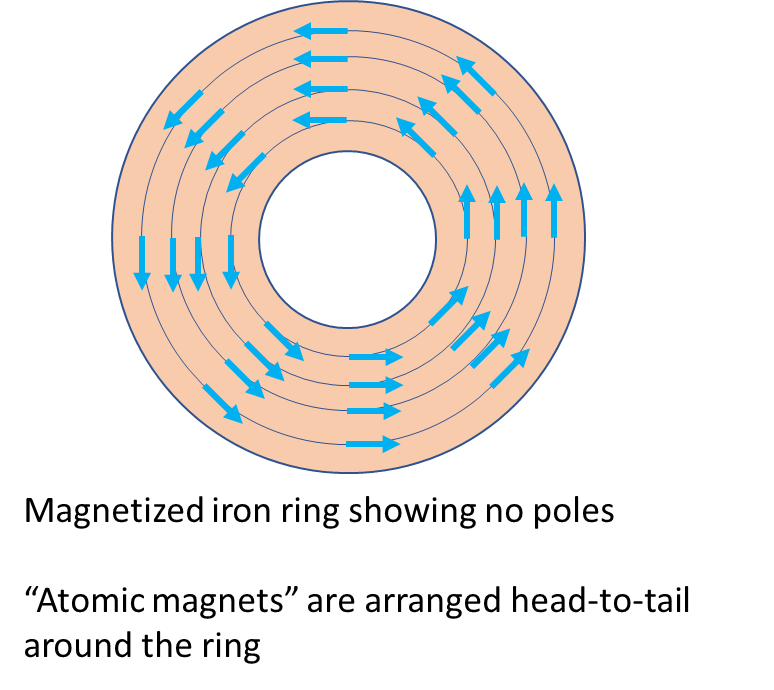 Magnetized iron ring showing no poles
“Atomic magnets” are arranged head-to-tail
around the ring